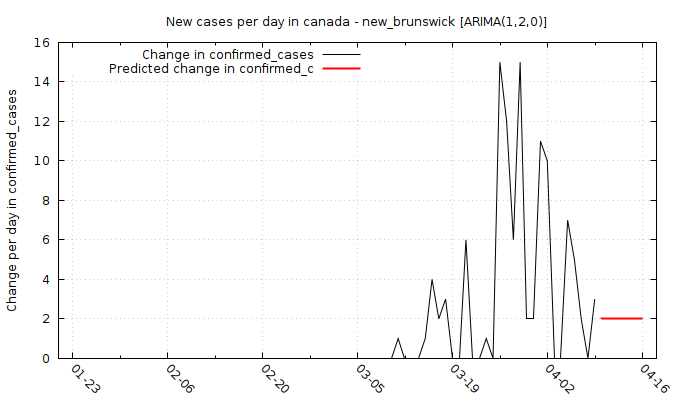 New cases per day in canada - new_brunswick [ARIMA(1,2,0)]
Change in confirmed_cases
Predicted change in confirmed_c
Change per day in confirmed_cases
16
14
12
10
8
6
4
2
0
01-23 02-06 02-20 03-05 03-19 04-02 04-16